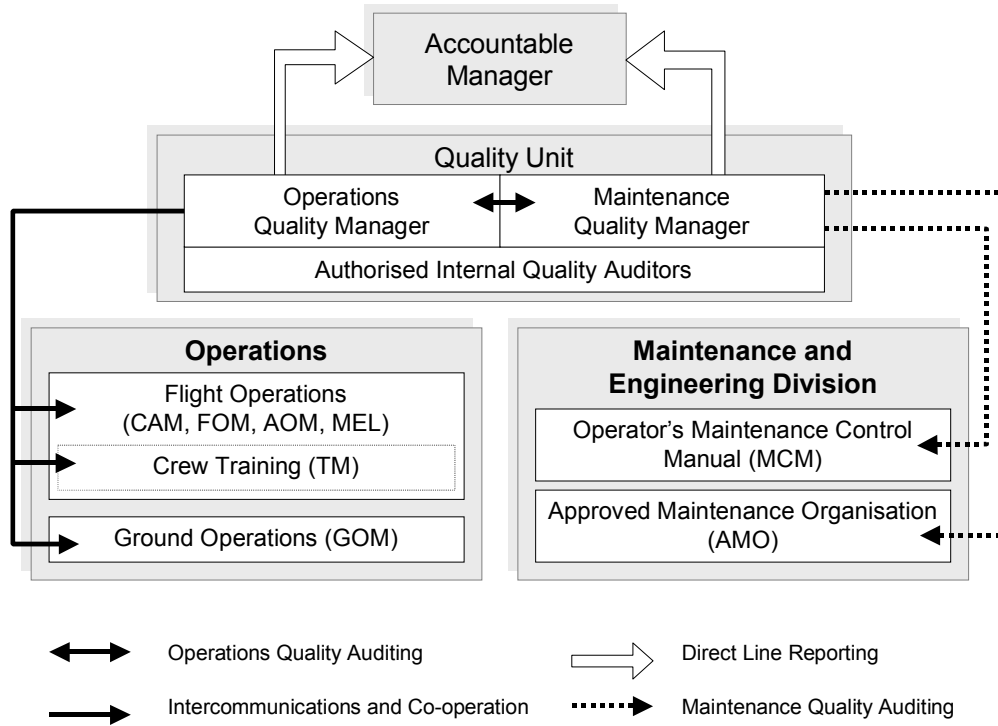 Accountable
Manager
Quality Unit
Operations
Quality Manager
Maintenance
Quality Manager
Authorised Internal Quality Auditors
Operations
Flight Operations
(CAM, FOM, AOM, MEL)
Crew Training (TM)
Ground Operations (GOM)
Maintenance and
Engineering Division
Operator's Maintenance Control
Manual (MCM)
Approved Maintenance Organisation
(AMO)
Operations Quality Auditing
Direct Line Reporting
Intercommunications and Co-operation
Maintenance Quality Auditing